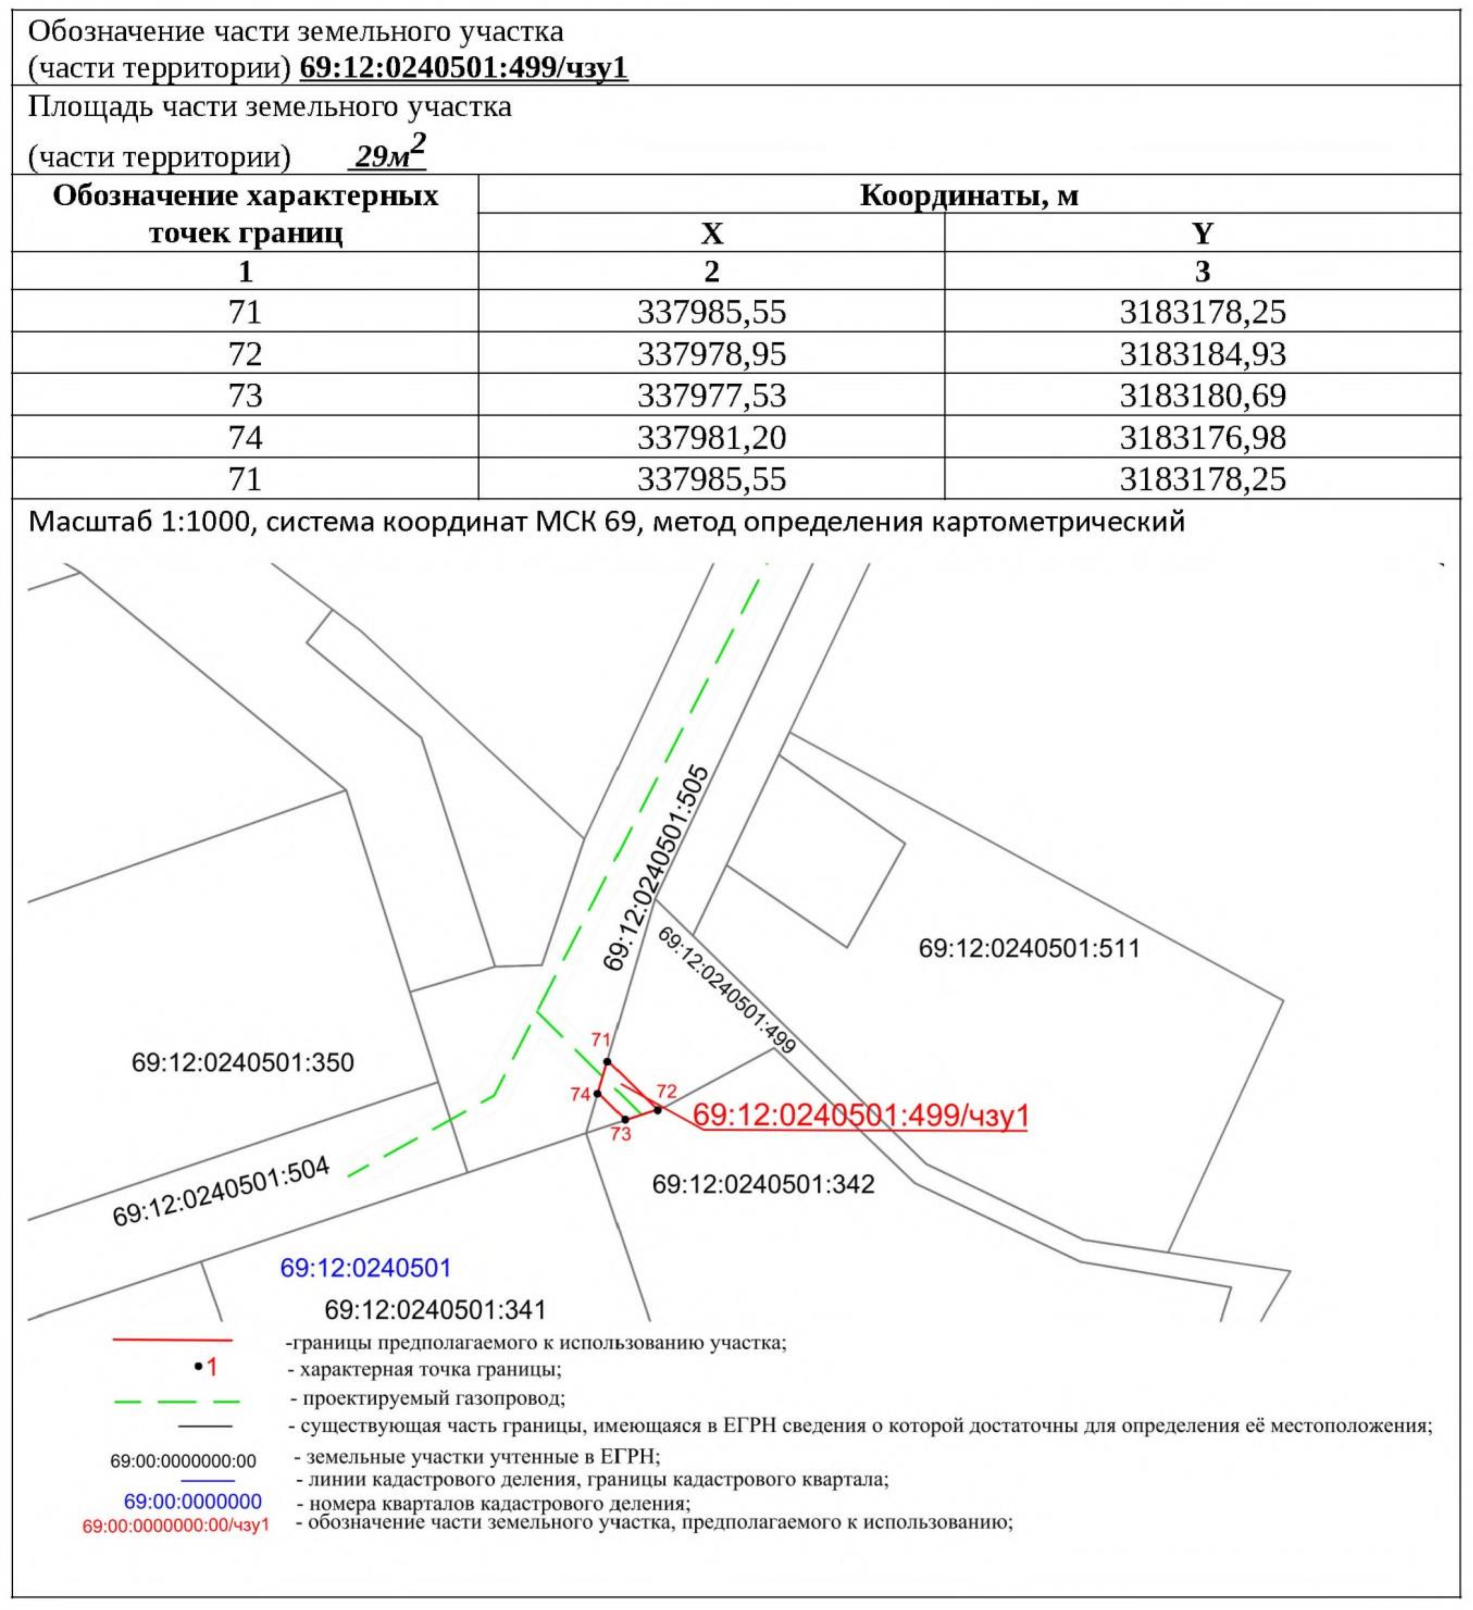 Обозначение части земельного участка
(части территории) 69:12:0240501:499/чзу1
Площадь части земельного участка
(части территории) 29м²
Обозначение характерных точек границ
Координаты, м
X Y
1 2 3
71 337985,55 3183178,25
72 337978,95 3183184,93
73 337977,53 3183180,69
74 337981,20 3183176,98
71 337985,55 3183178,25
Масштаб 1:1000, система координат МСК 69, метод определения картометрический
69:12:0240501:505
69:12:0240501:499
69:12:0240501:511
71
69:12:0240501:350
74
72
69:12:0240501:499/чзу1
73
69:12:0240501:342
69:12:0240501:504
69:12:0240501
69:12:0240501:341
-границы предполагаемого к использованию участка;
1 - характерная точка границы;
- проектируемый газопровод;
- существующая часть границы, имеющаяся в ЕГРН сведения о которой достаточны для определения её местоположения;
69:00:0000000:00 - земельные участки учтенные в ЕГРН;
- линии кадастрового деления, границы кадастрового квартала;
69:00:0000000 - номера кварталов кадастрового деления;
69:00:0000000:00/чзу1 - обозначение части земельного участка, предполагаемого к использованию;